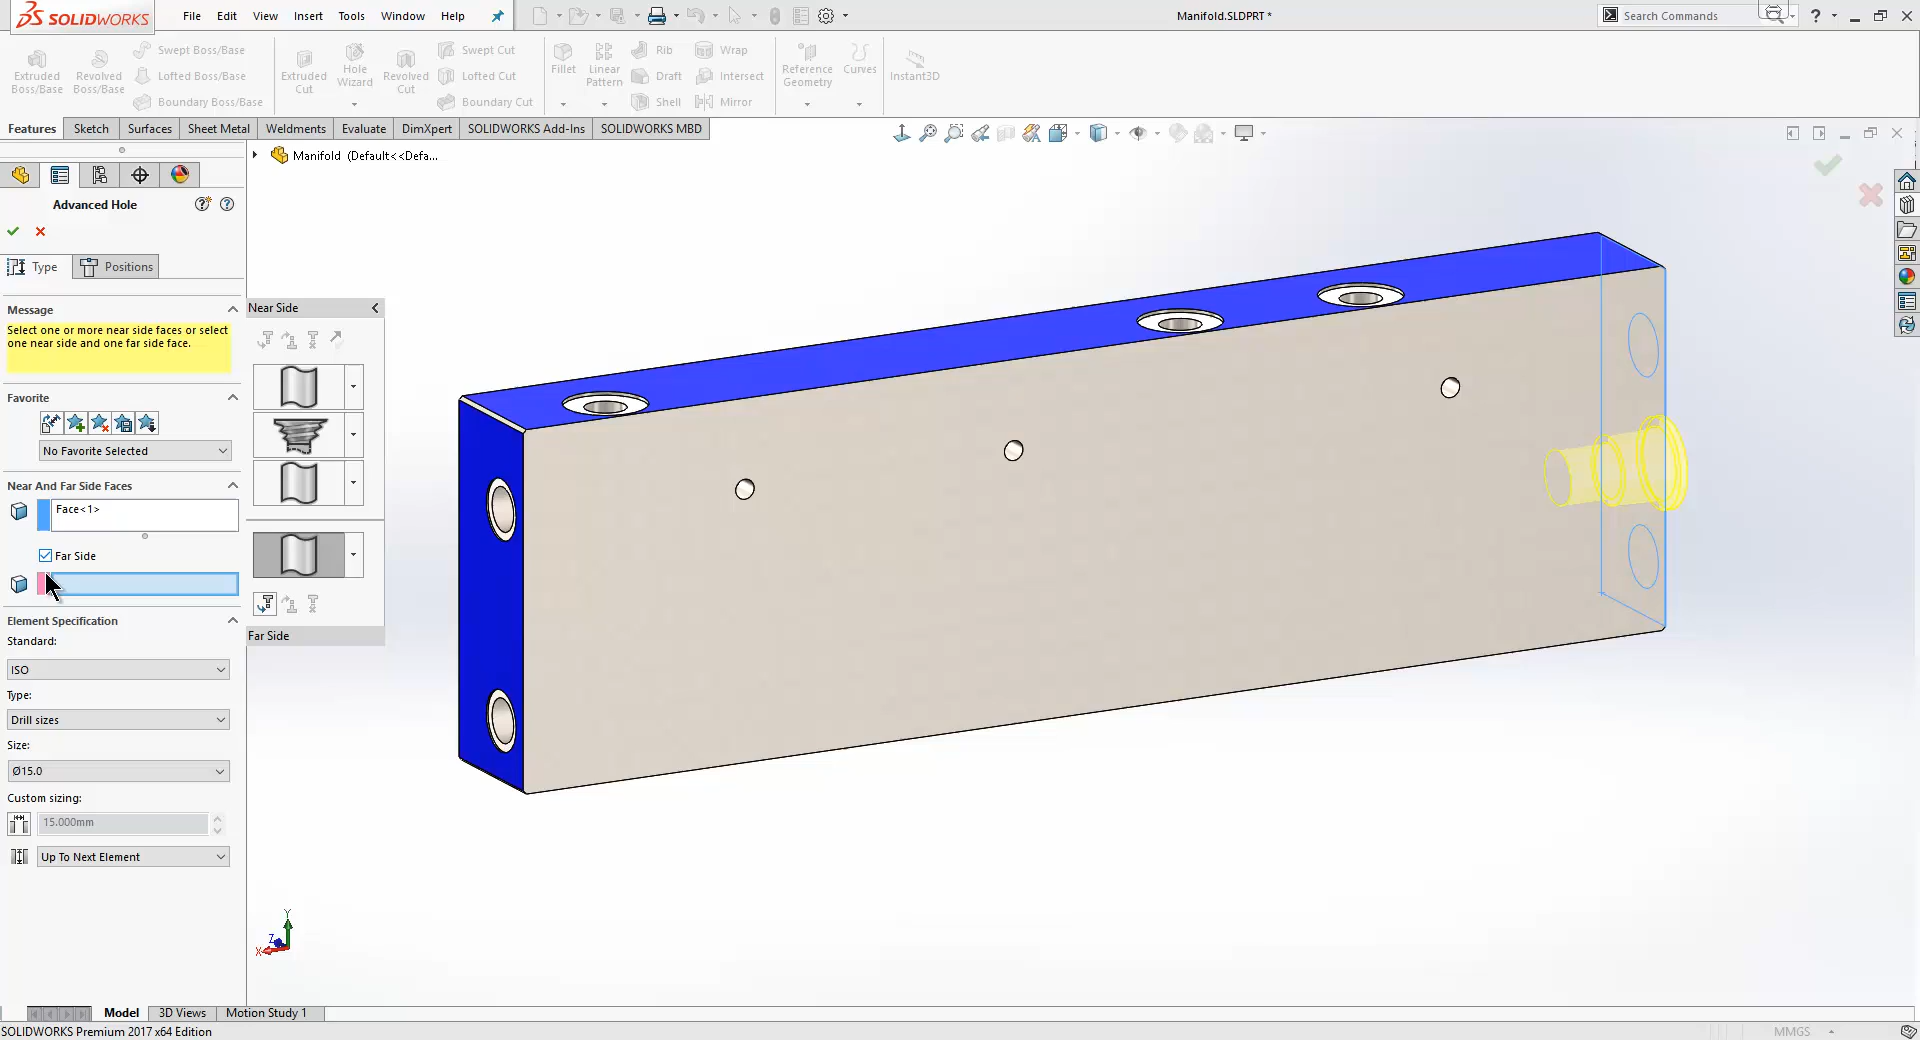 SOLIDWORKS
File Edit View Insert Tools Window Help
Manifold.SLDPRT *
Search Commands
?
Extruded Boss/Base
Revolved Boss/Base
Swept Boss/Base
Lofted Boss/Base
Boundary Boss/Base
Extruded Cut
Hole Wizard
Revolved Cut
Swept Cut
Lofted Cut
Boundary Cut
Fillet
Linear Pattern
Rib
Draft
Shell
Wrap
Intersect
Mirror
Reference Geometry
Curves
Instant3D
Features Sketch Surfaces Sheet Metal Weldments Evaluate DimXpert SOLIDWORKS Add-Ins SOLIDWORKS MBD
Manifold (Default<<Defa...
Advanced Hole
Type Positions
Message
Select one or more near side faces or select
one near side and one far side face.
Favorite
No Favorite Selected
Near And Far Side Faces
Face<1>
Far Side
Element Specification
Standard:
ISO
Type:
Drill sizes
Size:
Ø15.0
Custom sizing:
15.000mm
Up To Next Element
Near Side
Far Side
Y
Z
X
Model 3D Views Motion Study 1
SOLIDWORKS Premium 2017 x64 Edition
MMGS